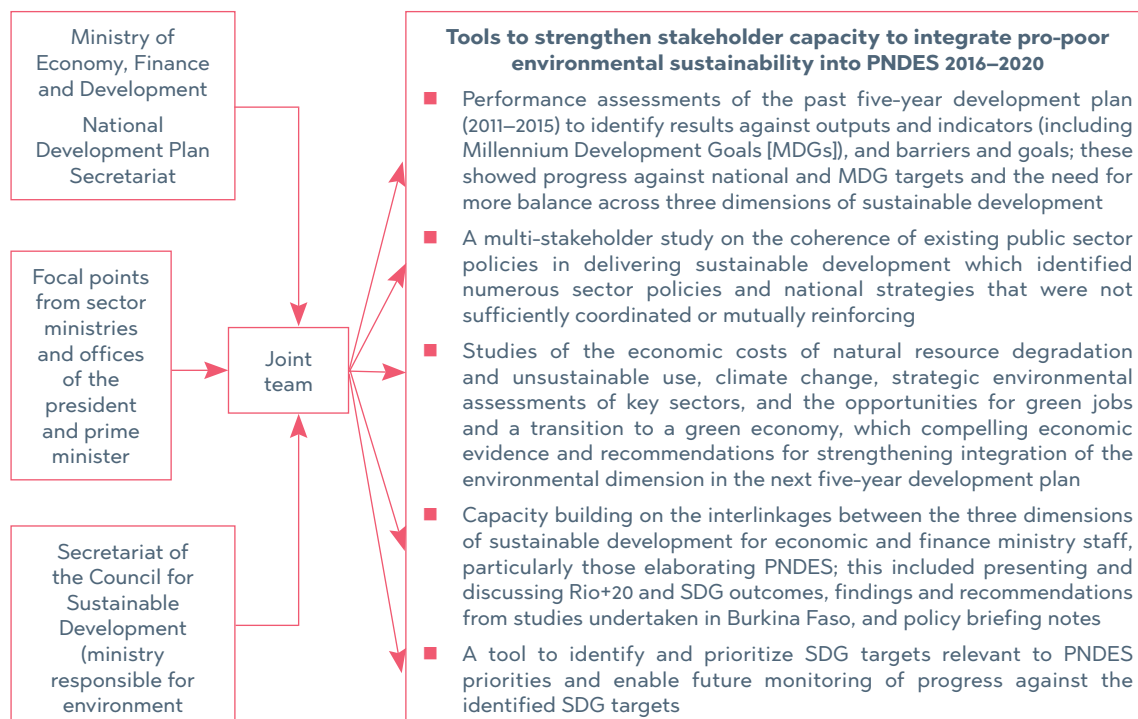 Ministry of
Economy, Finance
and Development
National
Development Plan
Secretariat
Focal points
from sector
ministries
and offices
of the
president
and prime
minister
Secretariat of
the Council for
Sustainable
Development
(ministry
responsible for
environment
Joint
team
Tools to strengthen stakeholder capacity to integrate pro-poor
environmental sustainability into PNDES 2016–2020
■ Performance assessments of the past five-year development plan
(2011–2015) to identify results against outputs and indicators (including
Millennium Development Goals [MDGs]), and barriers and goals; these
showed progress against national and MDG targets and the need for
more balance across three dimensions of sustainable development
■ A multi-stakeholder study on the coherence of existing public sector
policies in delivering sustainable development which identified
numerous sector policies and national strategies that were not
sufficiently coordinated or mutually reinforcing
■ Studies of the economic costs of natural resource degradation
and unsustainable use, climate change, strategic environmental
assessments of key sectors, and the opportunities for green jobs
and a transition to a green economy, which compelling economic
evidence and recommendations for strengthening integration of the
environmental dimension in the next five-year development plan
■ Capacity building on the interlinkages between the three dimensions
of sustainable development for economic and finance ministry staff,
particularly those elaborating PNDES; this included presenting and
discussing Rio+20 and SDG outcomes, findings and recommendations
from studies undertaken in Burkina Faso, and policy briefing notes
■ A tool to identify and prioritize SDG targets relevant to PNDES
priorities and enable future monitoring of progress against the
identified SDG targets